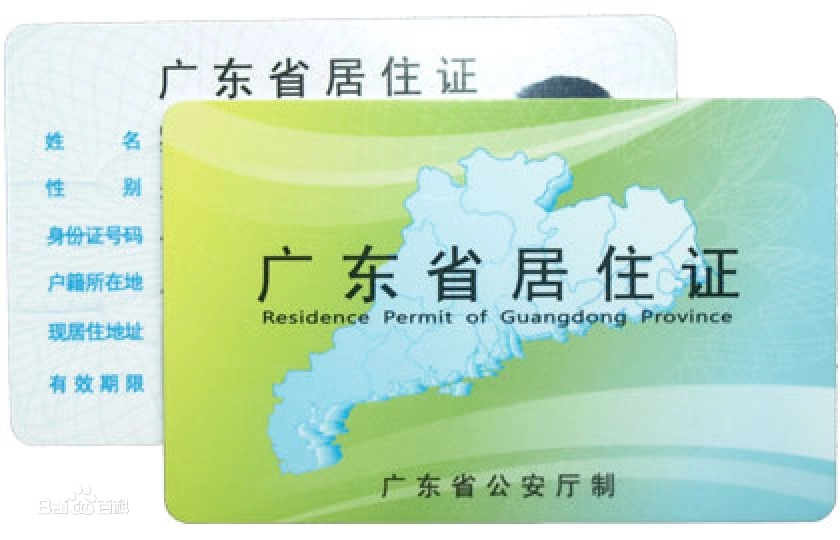 广东省居住证
姓名
性别
身份证号码
户籍所在地
现居住地址
有效期限
广东省居住证
Residence Permit of Guangdong Province
广东省公安厅制
Baidu百科